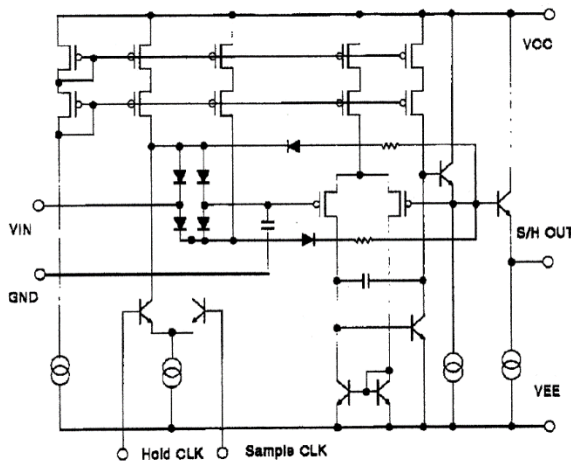 VCC
VIN
S/H OUT
GND
VEE
Hold CLK
Sample CLK